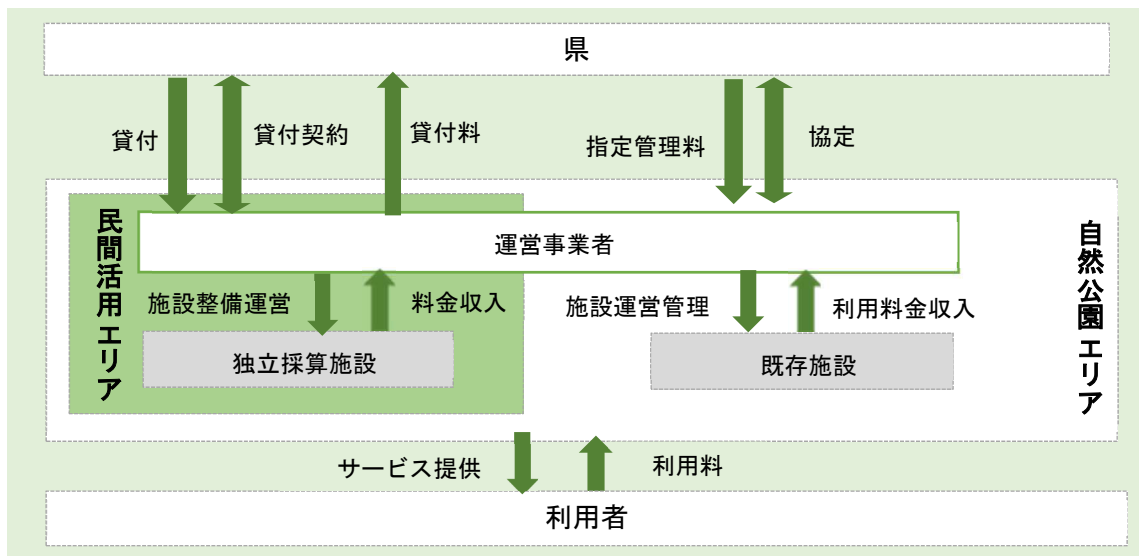 県
貸付
貸付契約
貸付料
指定管理料
協定
民間活用エリア
運営事業者
自然公園エリア
施設整備運営
料金収入
施設運営管理
利用料金収入
独立採算施設
既存施設
サービス提供
利用料
利用者